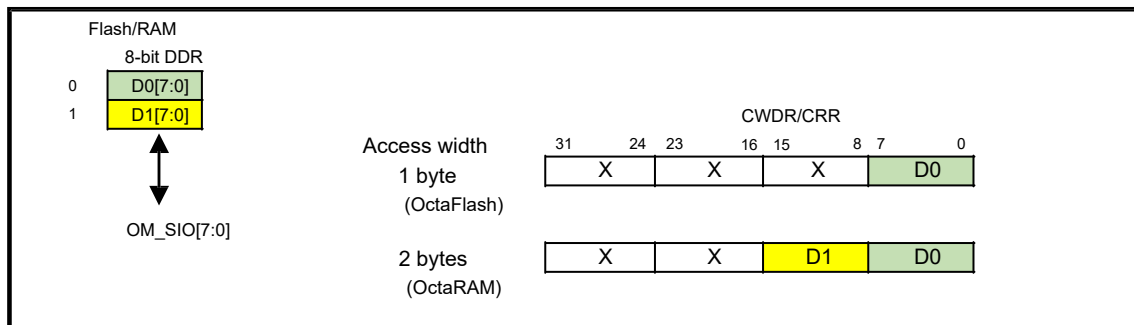 Flash/RAM
8-bit DDR
0 D0[7:0]
1 D1[7:0]
OM_SIO[7:0]
CWDR/CRR
Access width 31 24 23 16 15 8 7 0
1 byte X X X D0
(OctaFlash)
2 bytes X X D1 D0
(OctaRAM)